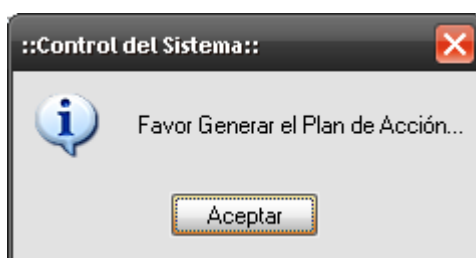 ::Control del Sistema::
Favor Generar el Plan de Acción...
Aceptar